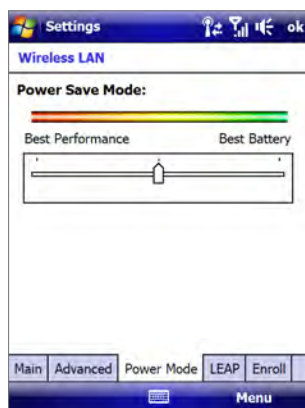 Settings ok
Wireless LAN
Power Save Mode:
Best Performance Best Battery
Main Advanced Power Mode LEAP Enroll
Menu